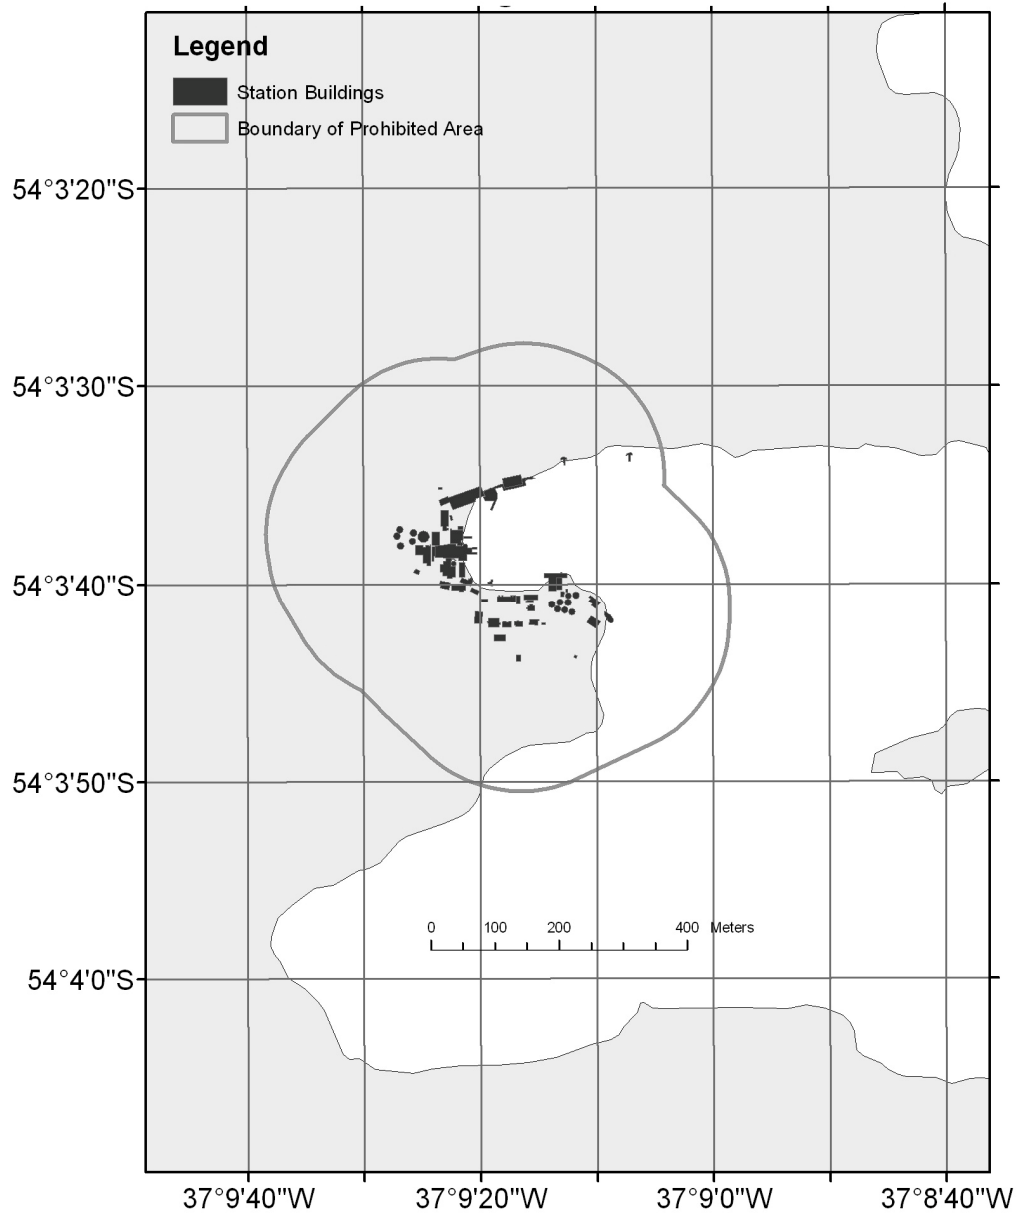 Legend
Station Buildings
Boundary of Prohibited Area
54°3'20"S
54°3'30"S
54°3'40"S
54°3'50"S
0 100 200 400 Meters
54°4'0"S
37°9'40"W 37°9'20"W 37°9'0"W 37°8'40"W